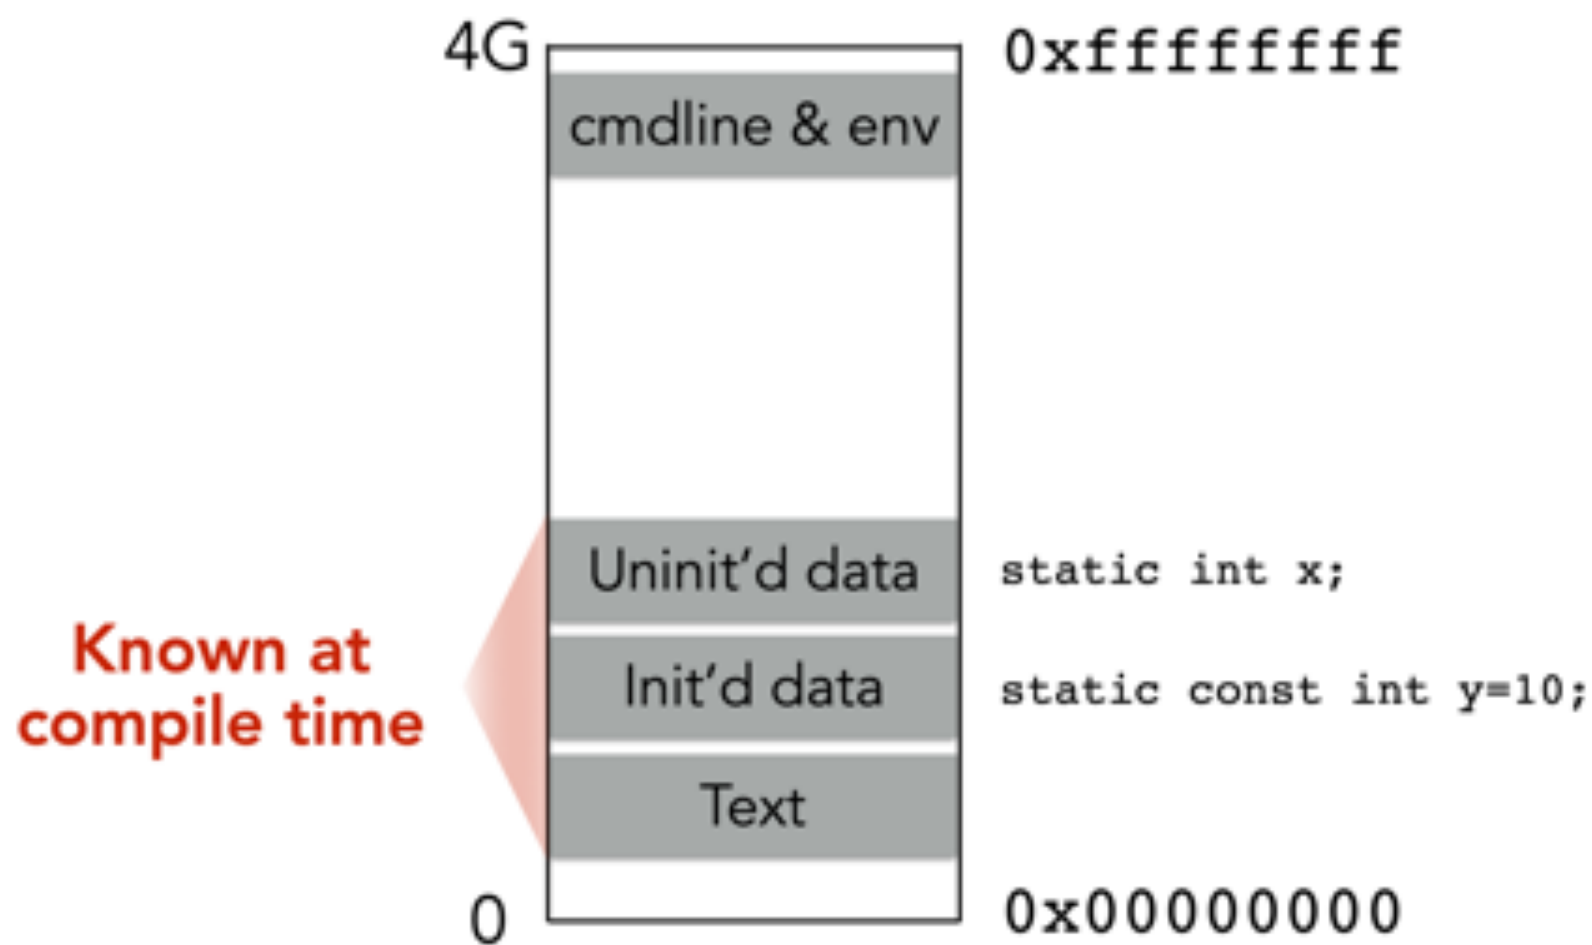 4G
0xffffffff
cmdline & env
Uninit'd data
static int x;
Known at
compile time
Init'd data
static const int y=10;
Text
0
0x00000000